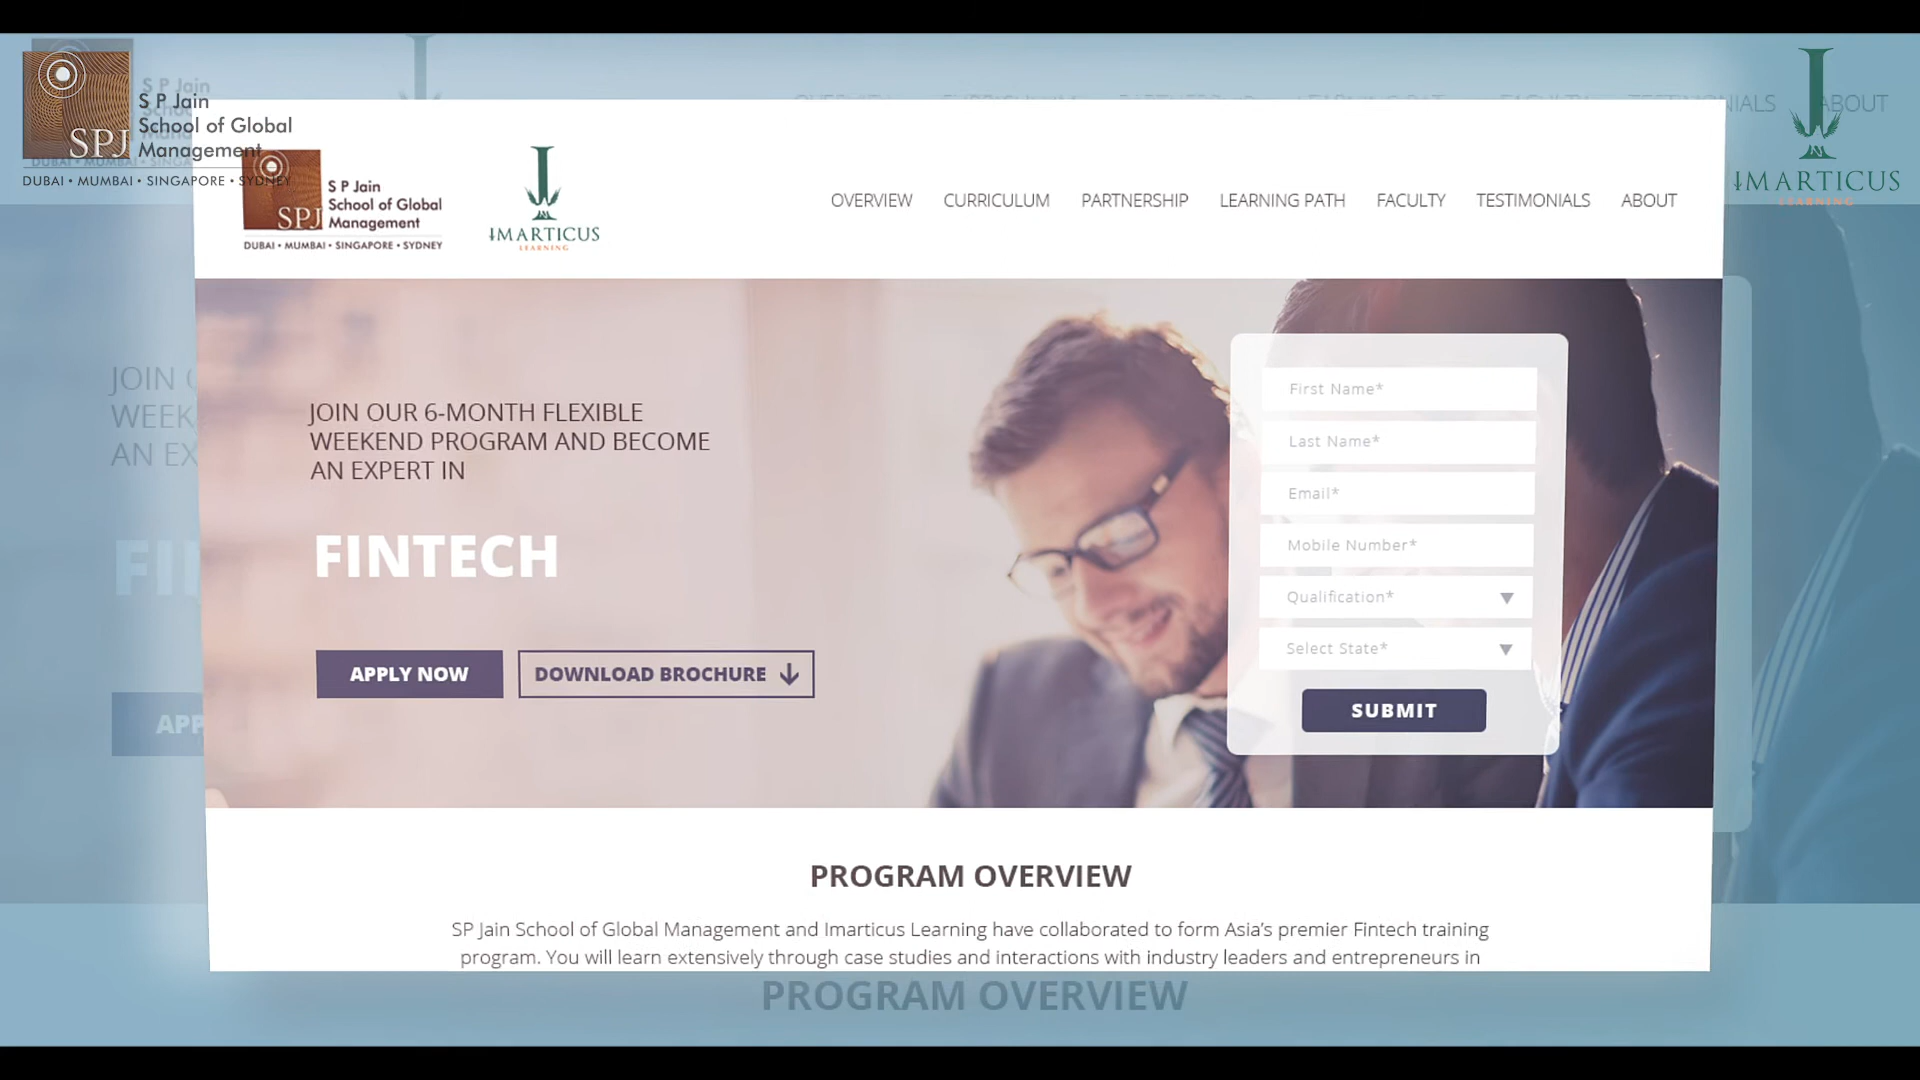 S P Jain
School of Global
Management
SPJ
DUBAI • MUMBAI • SINGAPORE • SYDNEY
IMARTICUS
LEARNING
S P Jain
School of Global
Management
SPJ
DUBAI • MUMBAI • SINGAPORE • SYDNEY
IMARTICUS
LEARNING
OVERVIEW CURRICULUM PARTNERSHIP LEARNING PATH FACULTY TESTIMONIALS ABOUT
JOIN OUR 6-MONTH FLEXIBLE
WEEKEND PROGRAM AND BECOME
AN EXPERT IN
FINTECH
APPLY NOW
DOWNLOAD BROCHURE
First Name*
Last Name*
Email*
Mobile Number*
Qualification*
Select State*
SUBMIT
PROGRAM OVERVIEW
SP Jain School of Global Management and Imarticus Learning have collaborated to form Asia's premier Fintech training
program. You will learn extensively through case studies and interactions with industry leaders and entrepreneurs in
PROGRAM OVERVIEW